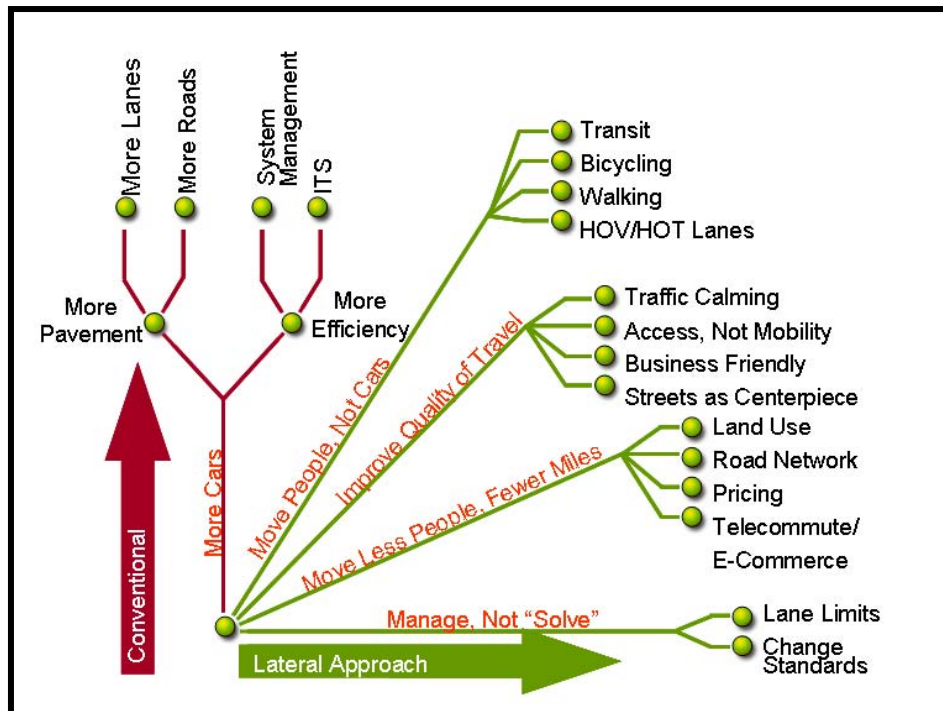 More Lanes
More Roads
System
Management
ITS
More
Pavement
More
Efficiency
More Cars
Conventional
Move People, Not Cars
Transit
Bicycling
Walking
HOV/HOT Lanes
Improve Quality of Travel
Traffic Calming
Access, Not Mobility
Business Friendly
Streets as Centerpiece
Move Less People, Fewer Miles
Land Use
Road Network
Pricing
Telecommute/
E-Commerce
Manage, Not “Solve”
Lane Limits
Change
Standards
Lateral Approach